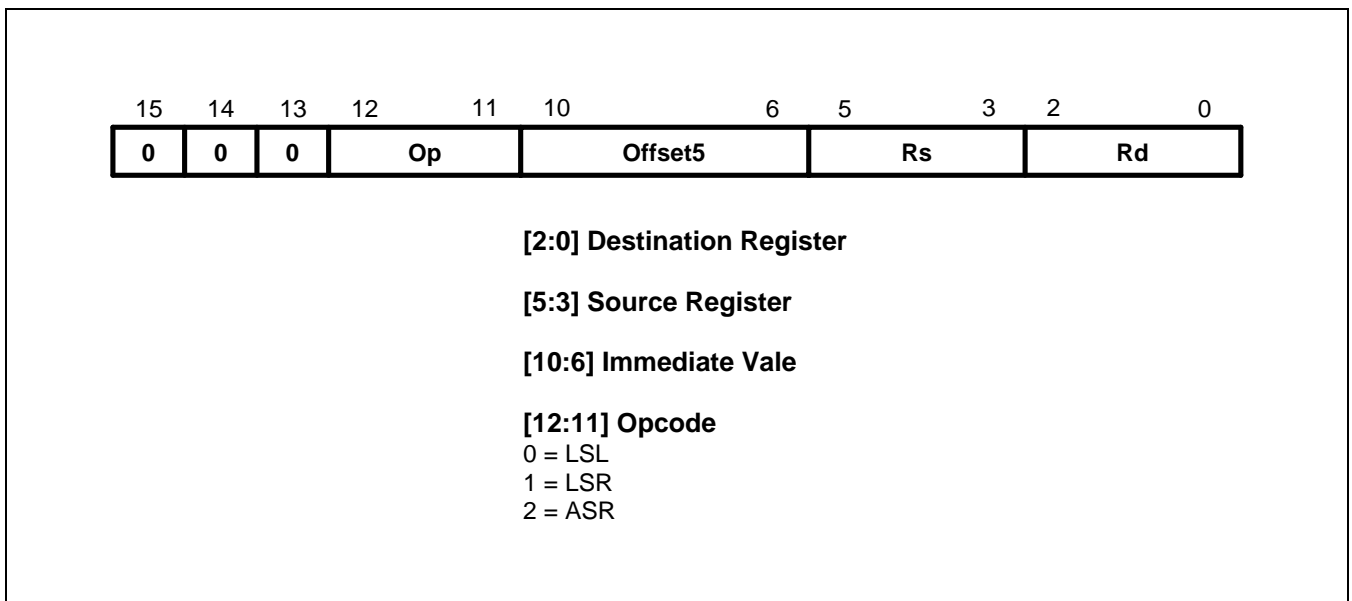 15 14 13 12 11 10 6 5 3 2 0
0 0 0 Op Offset5 Rs Rd
[2:0] Destination Register
[5:3] Source Register
[10:6] Immediate Vale
[12:11] Opcode
0 = LSL
1 = LSR
2 = ASR